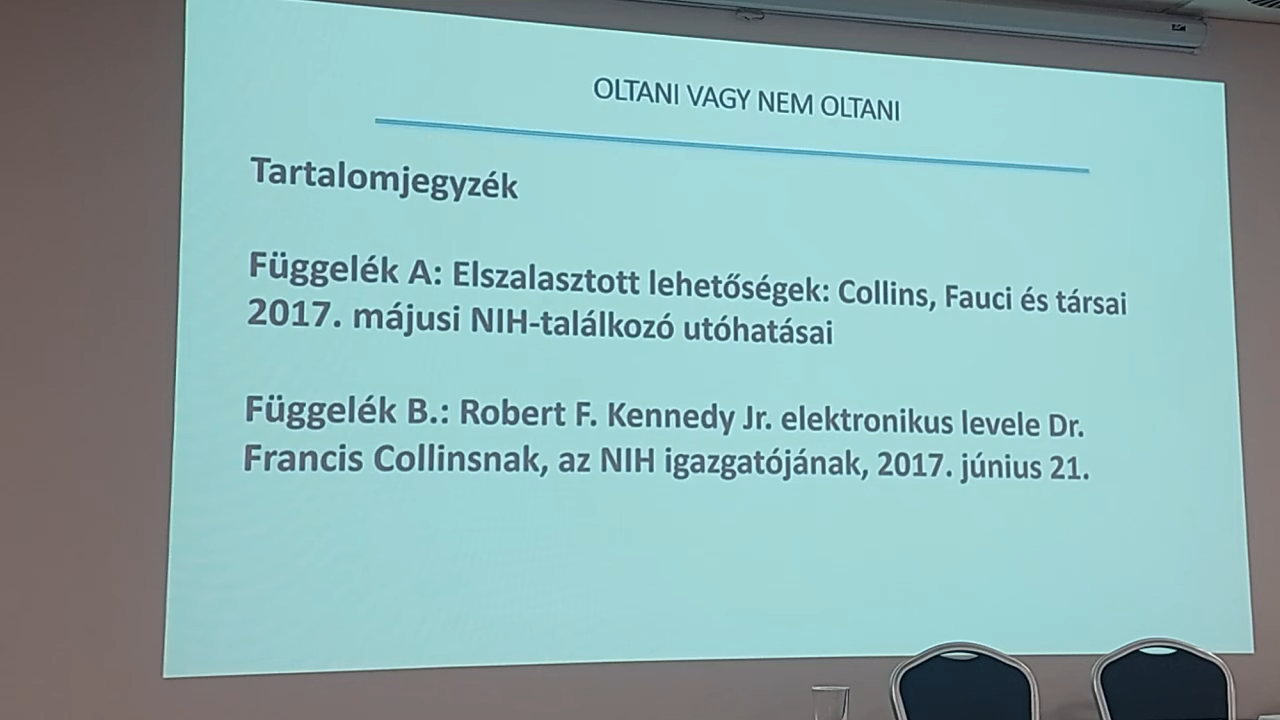 OLTANI VAGY NEM OLTANI
Tartalomjegyzék
Függelék A: Elszalasztott lehetőségek: Collins, Fauci és társai
2017. májusi NIH-találkozó utóhatásai
Függelék B.: Robert F. Kennedy Jr. elektronikus levele Dr.
Francis Collinsnak, az NIH igazgatójának, 2017. június 21.